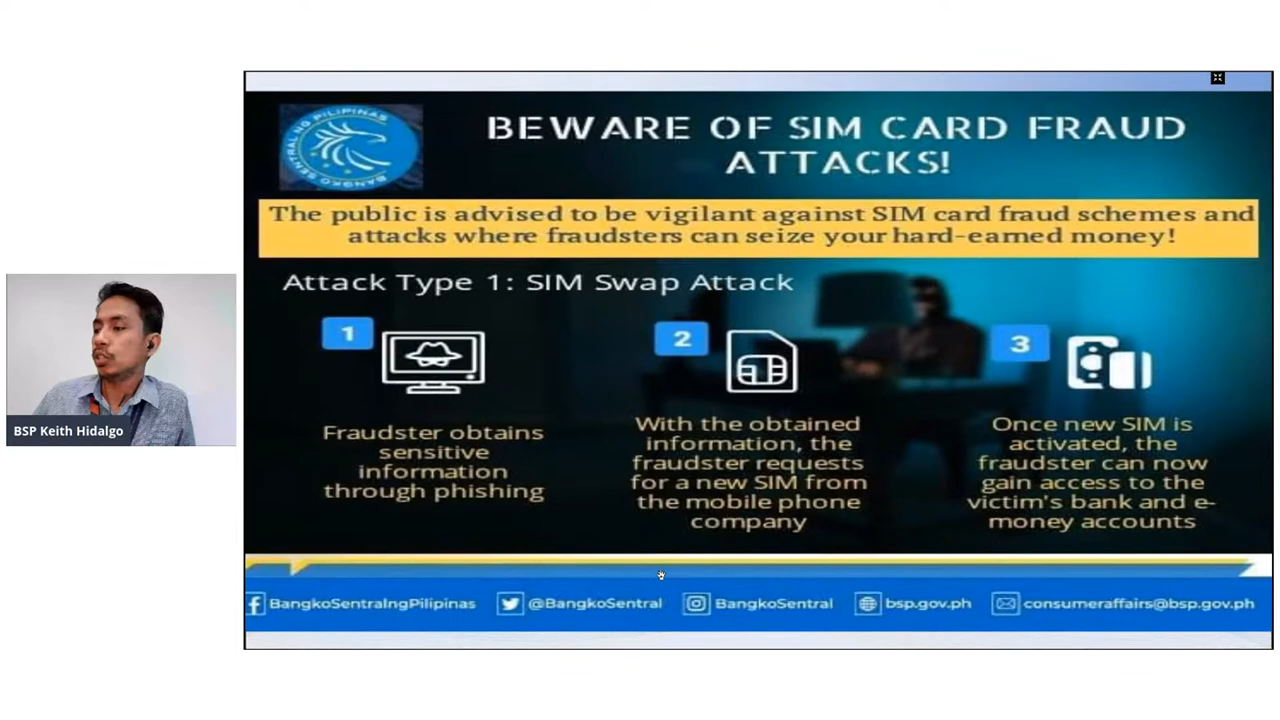 BANGKO SENTRAL NG PILIPINAS
BEWARE OF SIM CARD FRAUD
ATTACKS!
The public is advised to be vigilant against SIM card fraud schemes and
attacks where fraudsters can seize your hard-earned money!
Attack Type 1: SIM Swap Attack
1
Fraudster obtains
sensitive
information
through phishing
2
With the obtained
information, the
fraudster requests
for a new SIM from
the mobile phone
company
3
Once new SIM is
activated, the
fraudster can now
gain access to the
victim's bank and e-
money accounts
BSP Keith Hidalgo
BangkoSentralngPilipinas
@BangkoSentral
BangkoSentral
bsp.gov.ph
consumeraffairs@bsp.gov.ph